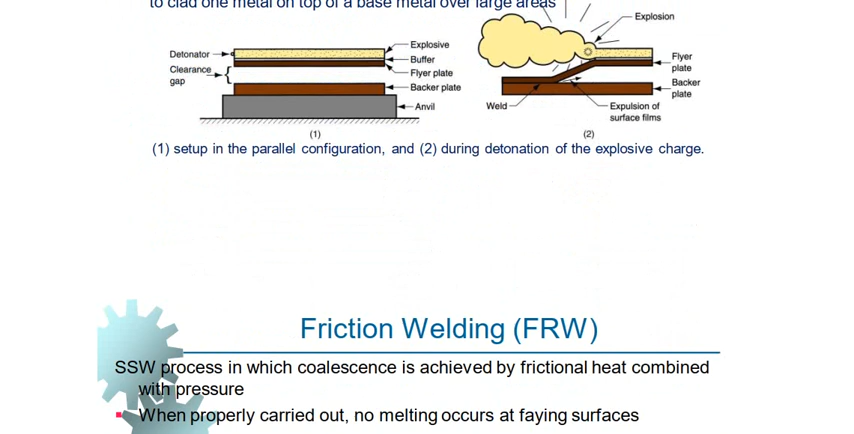 to clad one metal on top of a base metal over large areas
Explosion
Detonator
Explosive
Clearance
gap
Buffer
Flyer plate
Backer plate
Anvil
Flyer
plate
Backer
plate
Weld
Expulsion of
surface films
(1)
(2)
(1) setup in the parallel configuration, and (2) during detonation of the explosive charge.
Friction Welding (FRW)
SSW process in which coalescence is achieved by frictional heat combined
with pressure
When properly carried out, no melting occurs at faying surfaces